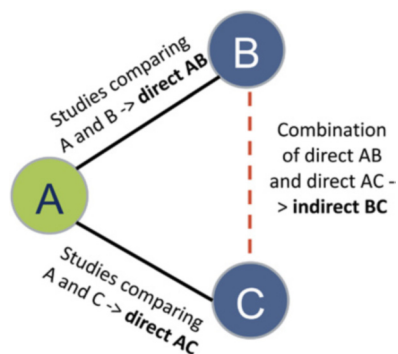 B
Studies comparing
A and B -> direct AB
Combination
of direct AB
and direct AC -
> indirect BC
A
Studies comparing
A and C -> direct AC
C